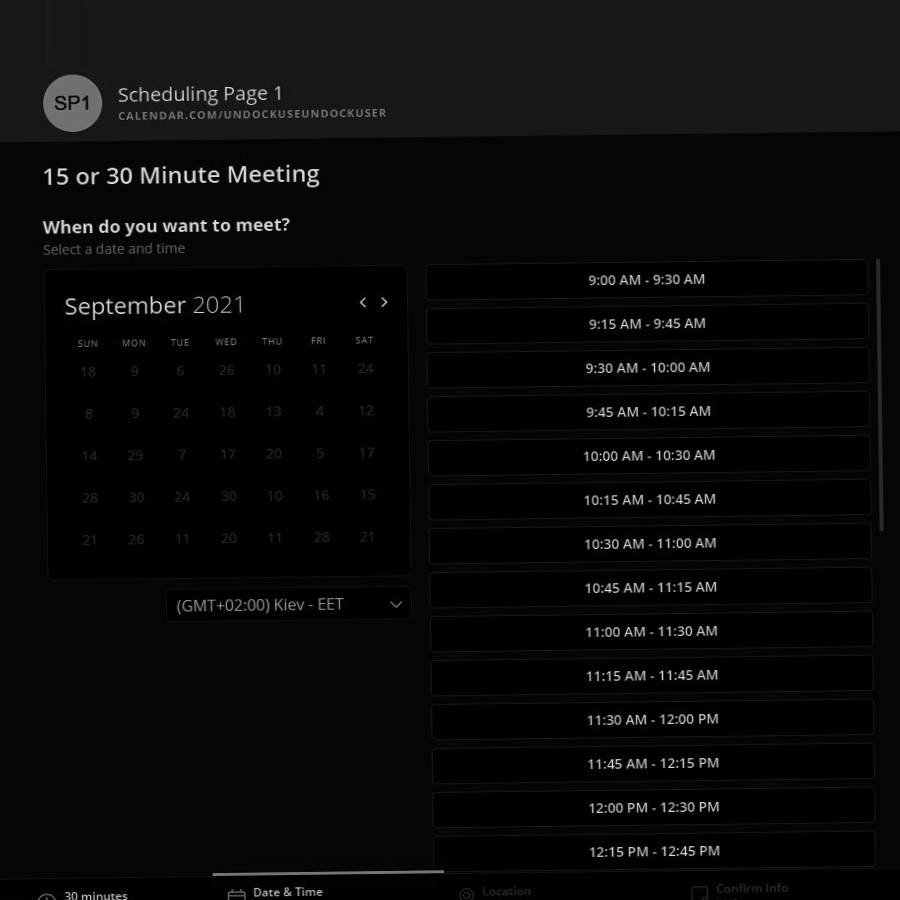 SP1
Scheduling Page 1
CALENDAR.COM/UNDOCKUSEUNDOCKUSER
15 or 30 Minute Meeting
When do you want to meet?
Select a date and time
September 2021
SUN MON TUE WED THU FRI SAT
18 9 6 26 10 11 24
8 9 24 18 13 4 12
14 29 7 17 20 5 17
28 30 24 30 10 16 15
21 26 11 20 11 28 21
(GMT+02:00) Kiev - EET
9:00 AM - 9:30 AM
9:15 AM - 9:45 AM
9:30 AM - 10:00 AM
9:45 AM - 10:15 AM
10:00 AM - 10:30 AM
10:15 AM - 10:45 AM
10:30 AM - 11:00 AM
10:45 AM - 11:15 AM
11:00 AM - 11:30 AM
11:15 AM - 11:45 AM
11:30 AM - 12:00 PM
11:45 AM - 12:15 PM
12:00 PM - 12:30 PM
12:15 PM - 12:45 PM
30 minutes
Date & Time
Location
Confirm Info